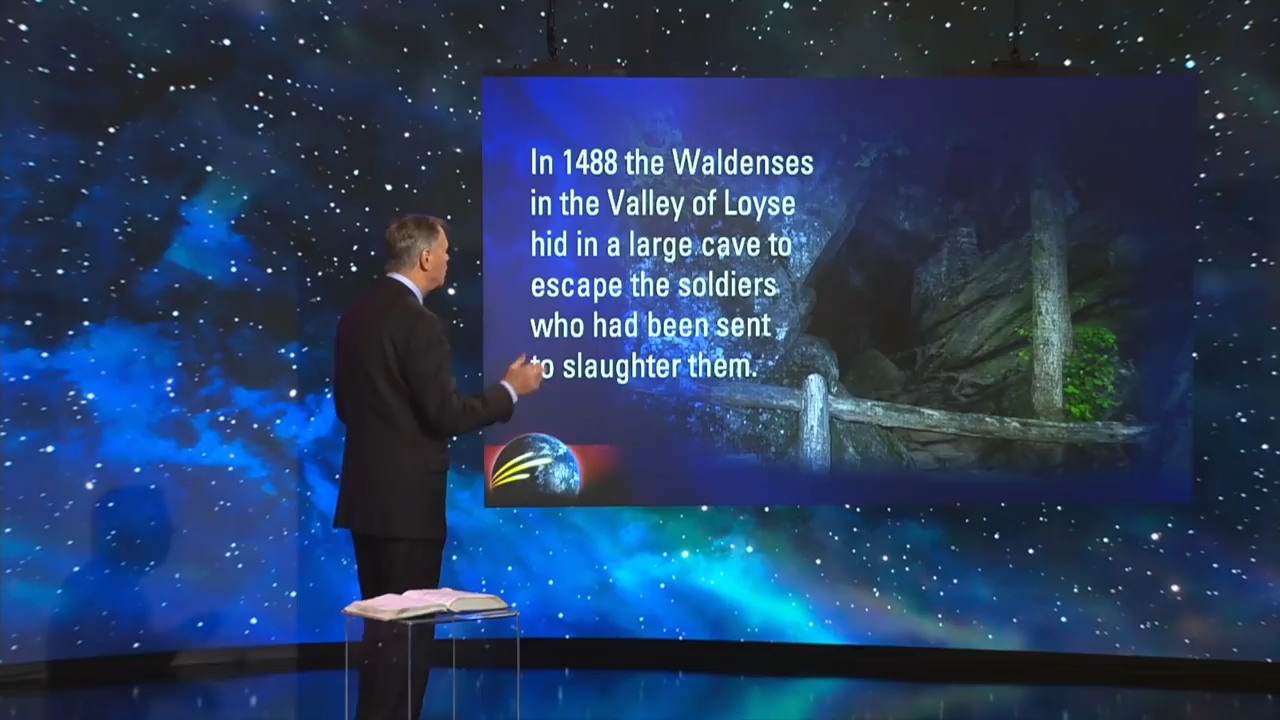 In 1488 the Waldenses
in the Valley of Loyse
hid in a large cave to
escape the soldiers
who had been sent
to slaughter them.